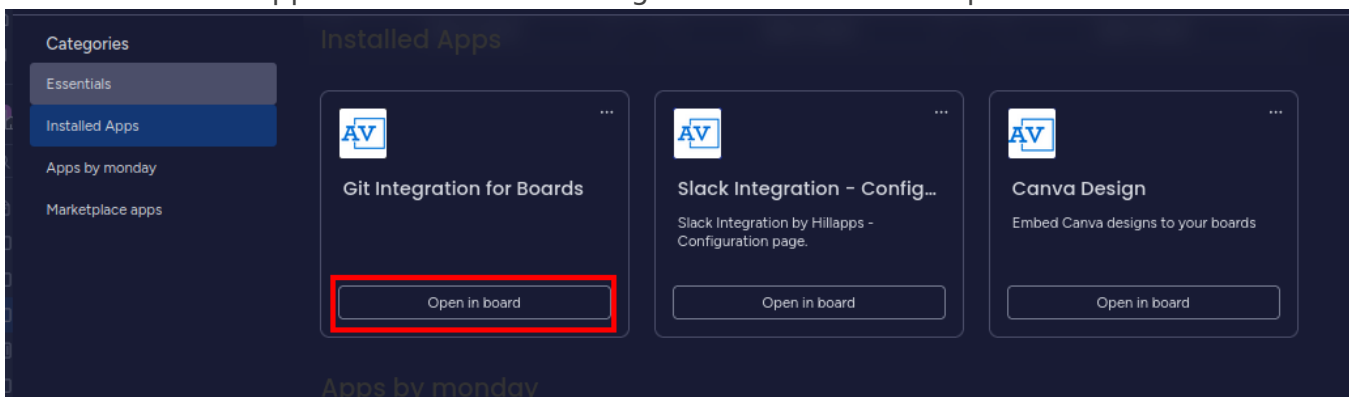 Categories
Essentials
Installed Apps
Apps by monday
Marketplace apps
Installed Apps
AV
Git Integration for Boards
Open in board
AV
Slack Integration - Config...
Slack Integration by Hillapps -
Configuration page.
Open in board
AV
Canva Design
Embed Canva designs to your boards
Open in board
Apps by monday